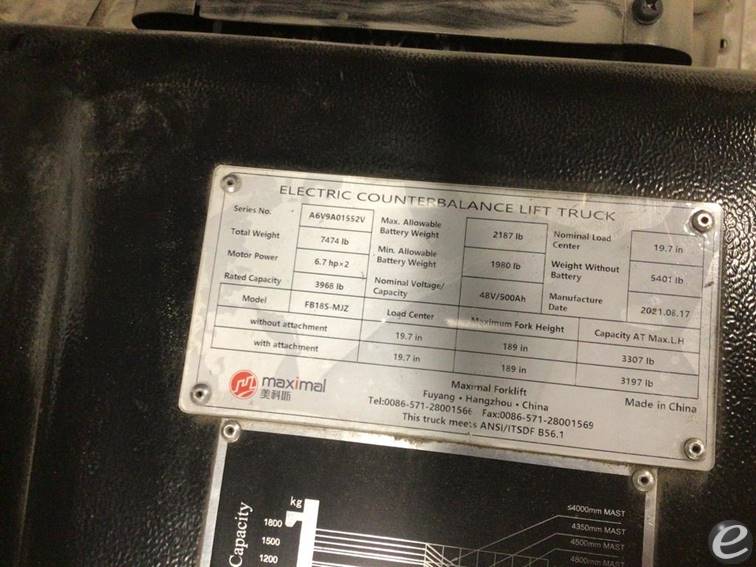 ELECTRIC COUNTERBALANCE LIFT TRUCK
Series No. A6V9A01552V Max. Allowable Battery Weight 2187 lb Nominal Load Center 19.7 in
Total Weight 7474 lb Min. Allowable Battery Weight 1980 lb Weight Without Battery 5401 lb
Motor Power 6.7 hp×2 Nominal Voltage/ Capacity 48V/500Ah Manufacture Date 2021.08.17
Rated Capacity 3968 lb
Model FB18S-MJZ Load Center Maximum Fork Height Capacity AT Max.LH
without attachment 19.7 in 189 in 3307 lb
with attachment 19.7 in 189 in 3197 lb
maximal
美科斯
Maximal Forklift
Made in China
Fuyang • Hangzhou • China
Tel:0086-571-28001566 Fax:0086-571-28001569
This truck meets ANSI/ITSDF B56.1
kg
Capacity
1800
1500
1200
≤4000mm MAST
4350mm MAST
4500mm MAST
4800mm MAST
e